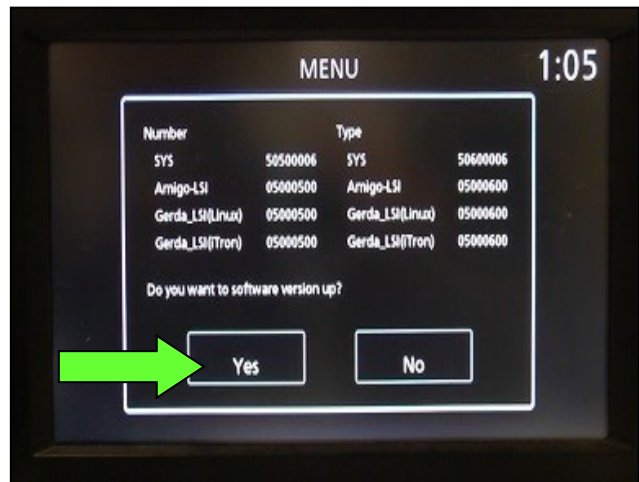 MENU 1:05
Number Type
SYS 50500006 SYS 50600006
Amigo-LSI 05000500 Amigo-LSI 05000600
Gerda_LSI(Linux) 05000500 Gerda_LSI(Linux) 05000600
Gerda_LSI(iTron) 05000500 Gerda_LSI(iTron) 05000600
Do you want to software version up?
Yes No